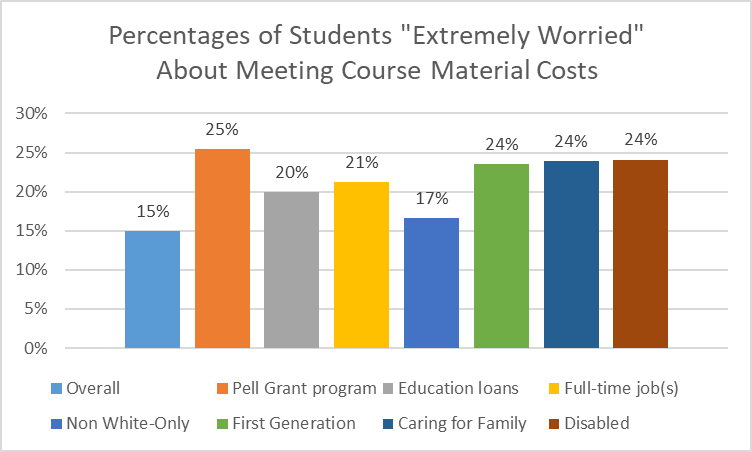 Percentages of Students "Extremely Worried"
About Meeting Course Material Costs
30%
25%
20%
15%
10%
5%
0%
15%
25%
20%
21%
17%
24%
24%
24%
Overall
Pell Grant program
Education loans
Full-time job(s)
Non White-Only
First Generation
Caring for Family
Disabled